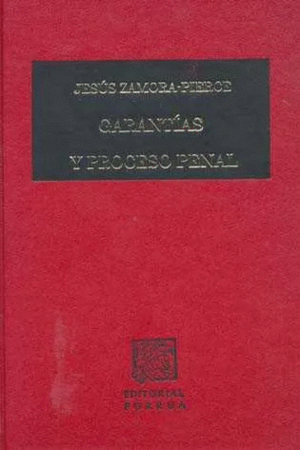 JESÚS ZAMORA-PIERCE
GARANTÍAS
Y PROCESO PENAL
EDITORIAL
PORRÚA